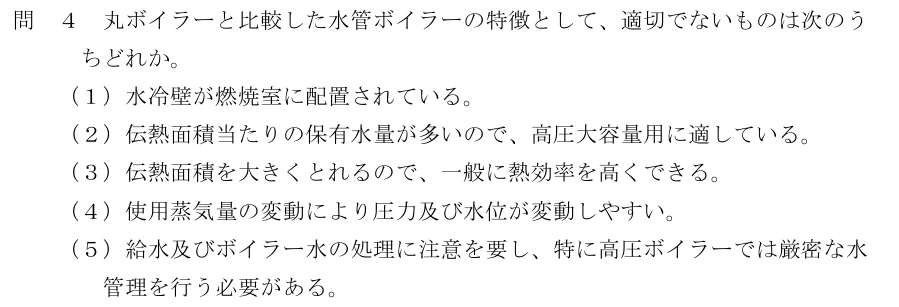 問　４　丸ボイラーと比較した水管ボイラーの特徴として、適切でないものは次のう
ちどれか。
（１）水冷壁が燃焼室に配置されている。
（２）伝熱面積当たりの保有水量が多いので、高圧大容量用に適している。
（３）伝熱面積を大きくとれるので、一般に熱効率を高くできる。
（４）使用蒸気量の変動により圧力及び水位が変動しやすい。
（５）給水及びボイラー水の処理に注意を要し、特に高圧ボイラーでは厳密な水
管理を行う必要がある。